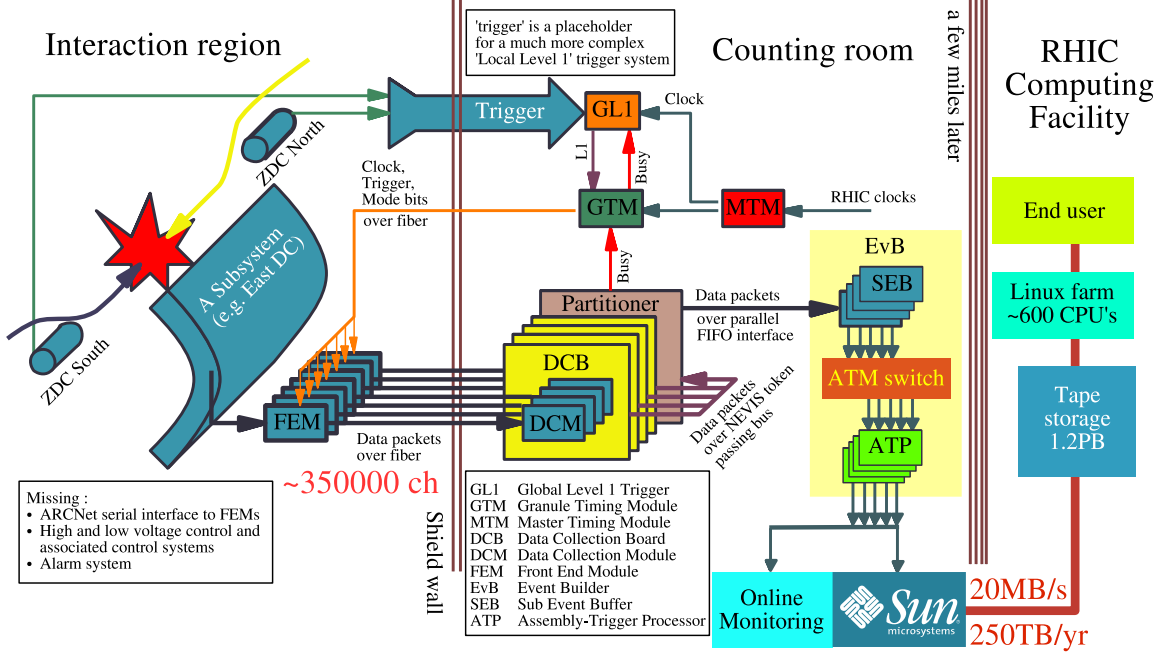 Interaction region
'trigger' is a placeholder
for a much more complex
'Local Level 1' trigger system
Counting room
a few miles later
RHIC
Computing
Facility
ZDC North
Trigger
GL1
Clock
L1
Busy
Clock,
Trigger,
Mode bits
over fiber
GTM
MTM
RHIC clocks
End user
A Subsystem
(e.g. East DC)
Busy
EvB
SEB
Linux farm
~600 CPU's
Partitioner
Data packets
over parallel
FIFO interface
ZDC South
DCB
ATM switch
Tape
storage
1.2PB
FEM
DCM
Data packets
over NEVIS token
passing bus
ATP
Data packets
over fiber
~350000 ch
Missing :
• ARCNet serial interface to FEMs
• High and low voltage control and
associated control systems
• Alarm system
Shield wall
GL1 Global Level 1 Trigger
GTM Granule Timing Module
MTM Master Timing Module
DCB Data Collection Board
DCM Data Collection Module
FEM Front End Module
EvB Event Builder
SEB Sub Event Buffer
ATP Assembly-Trigger Processor
Online
Monitoring
Sun
microsystems
20MB/s
250TB/yr